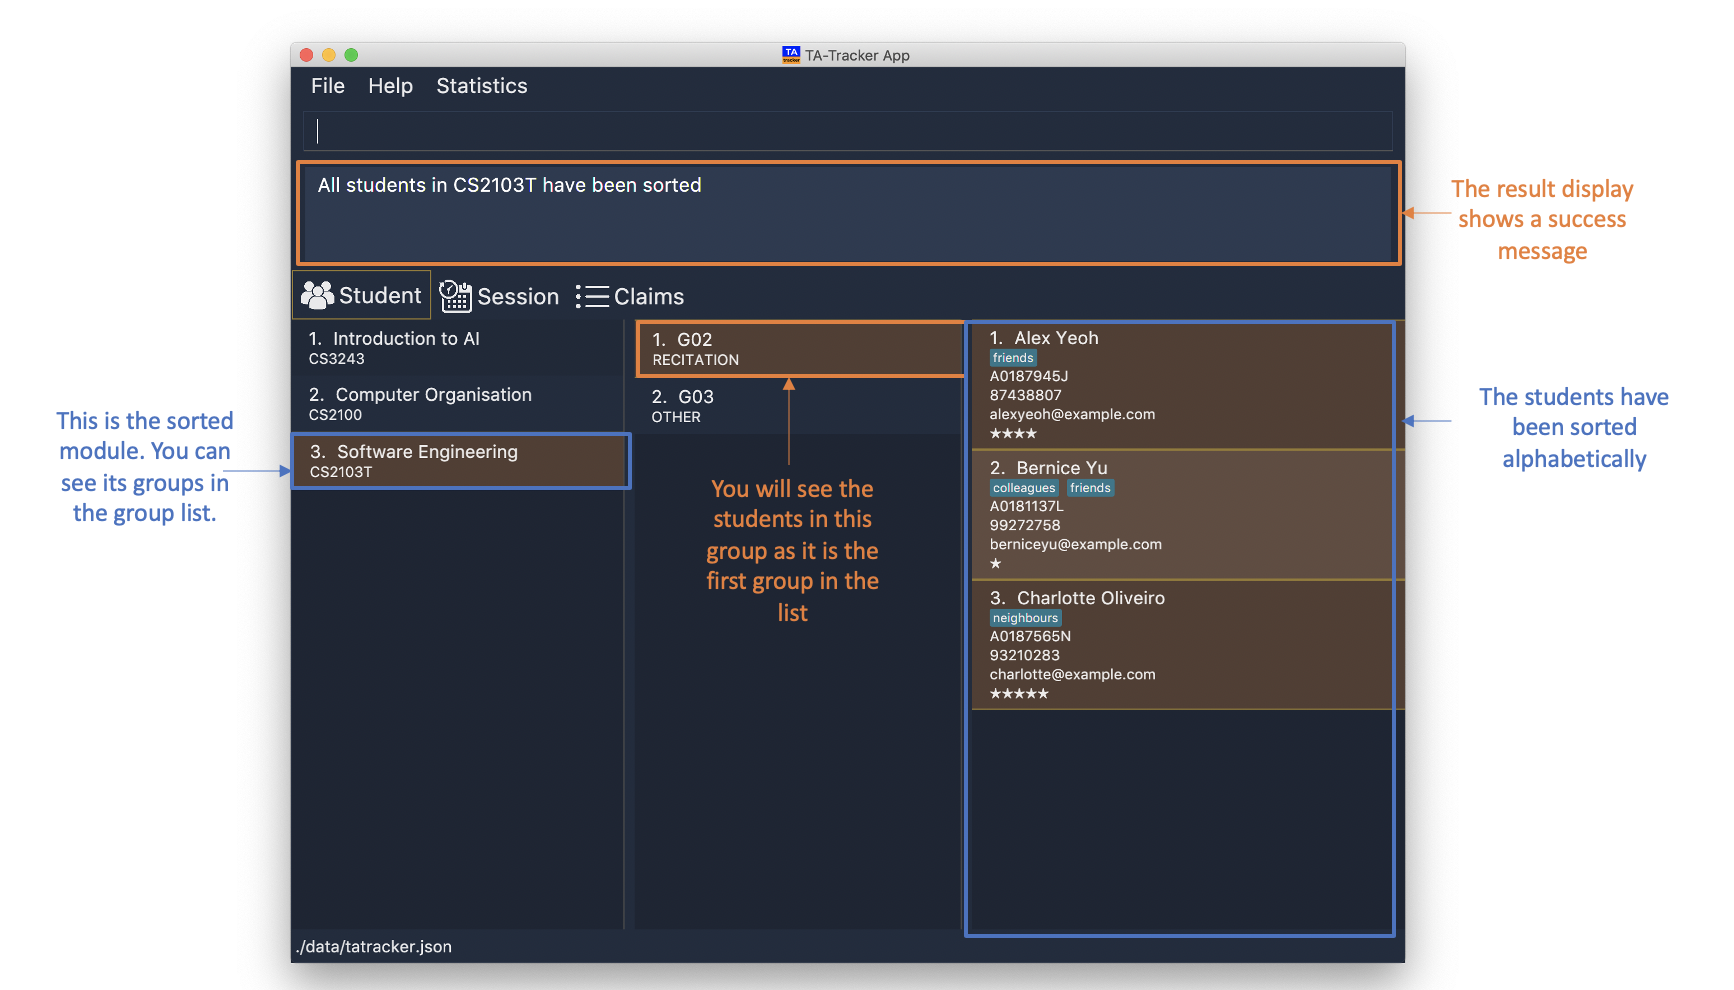 TA
tracker
TA-Tracker App
File Help Statistics
All students in CS2103T have been sorted
The result display
shows a success
message
Student Session Claims
1. Introduction to AI
CS3243
2. Computer Organisation
CS2100
3. Software Engineering
CS2103T
This is the sorted
module. You can
see its groups in
the group list.
1. G02
RECITATION
2. G03
OTHER
You will see the
students in this
group as it is the
first group in the
list
1. Alex Yeoh
friends
A0187945J
87438807
alexyeoh@example.com
★★★★
2. Bernice Yu
colleagues friends
A0181137L
99272758
berniceyu@example.com
★
3. Charlotte Oliveiro
neighbours
A0187565N
93210283
charlotte@example.com
★★★★★
The students have
been sorted
alphabetically
./data/tatracker.json